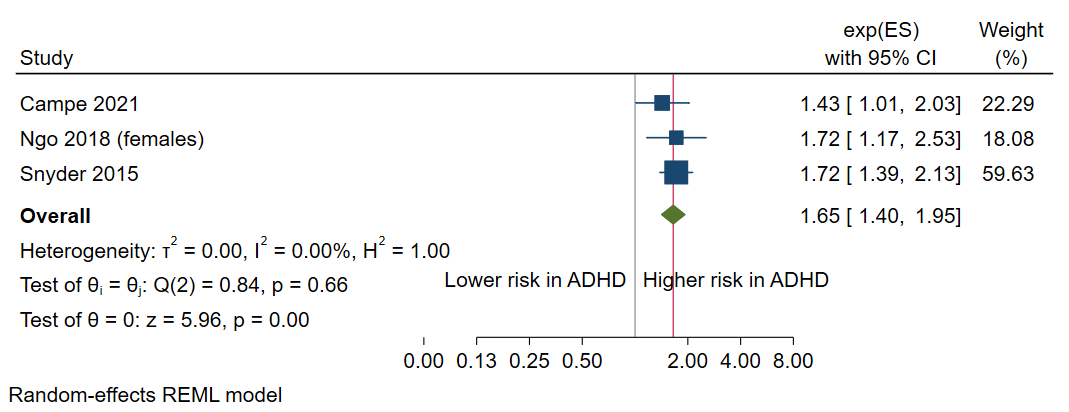 exp(ES) Weight
Study with 95% CI (%)
Campe 2021 1.43 [ 1.01, 2.03] 22.29
Ngo 2018 (females) 1.72 [ 1.17, 2.53] 18.08
Snyder 2015 1.72 [ 1.39, 2.13] 59.63
Overall 1.65 [ 1.40, 1.95]
Heterogeneity: τ² = 0.00, I² = 0.00%, H² = 1.00
Test of θᵢ = θⱼ: Q(2) = 0.84, p = 0.66
Lower risk in ADHD Higher risk in ADHD
Test of θ = 0: z = 5.96, p = 0.00
0.00 0.13 0.25 0.50 2.00 4.00 8.00
Random-effects REML model